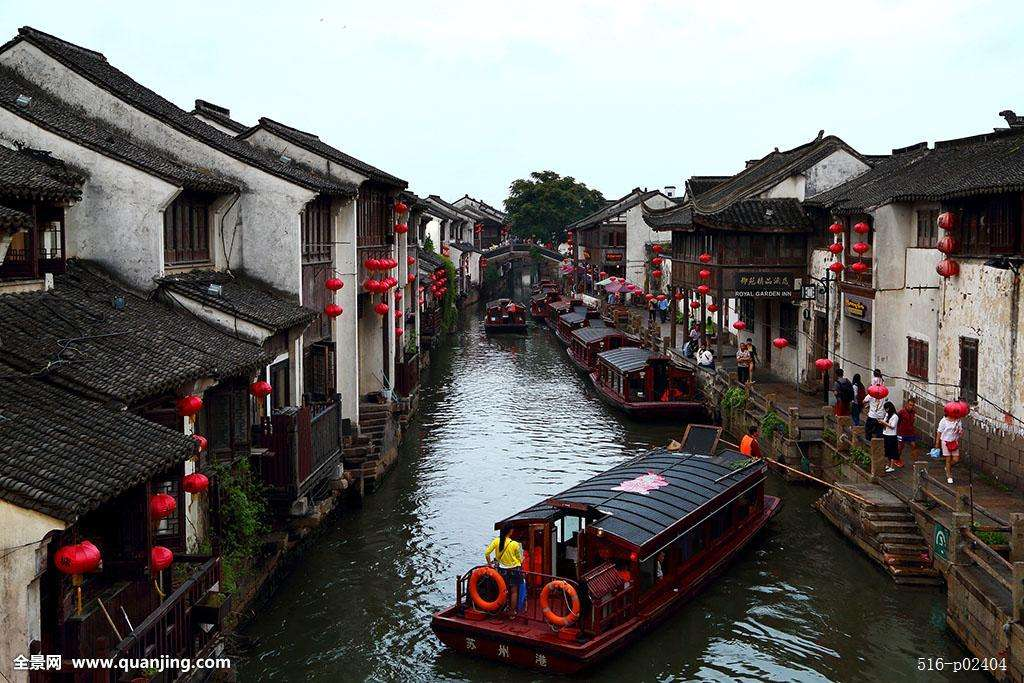 ROYAL GARDEN INN
苏州港
全景网 www.quanjing.com
516-p02404